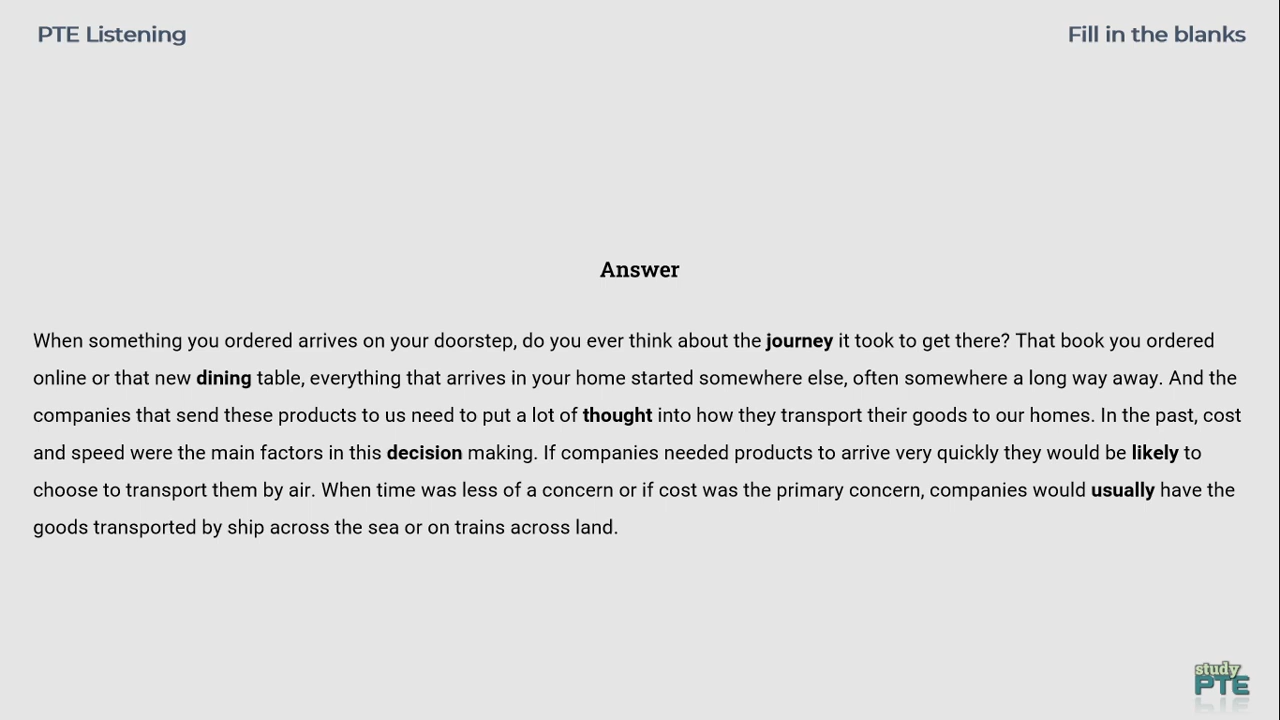 PTE Listening
Fill in the blanks
Answer
When something you ordered arrives on your doorstep, do you ever think about the journey it took to get there? That book you ordered
online or that new dining table, everything that arrives in your home started somewhere else, often somewhere a long way away. And the
companies that send these products to us need to put a lot of thought into how they transport their goods to our homes. In the past, cost
and speed were the main factors in this decision making. If companies needed products to arrive very quickly they would be likely to
choose to transport them by air. When time was less of a concern or if cost was the primary concern, companies would usually have the
goods transported by ship across the sea or on trains across land.
study
PTE